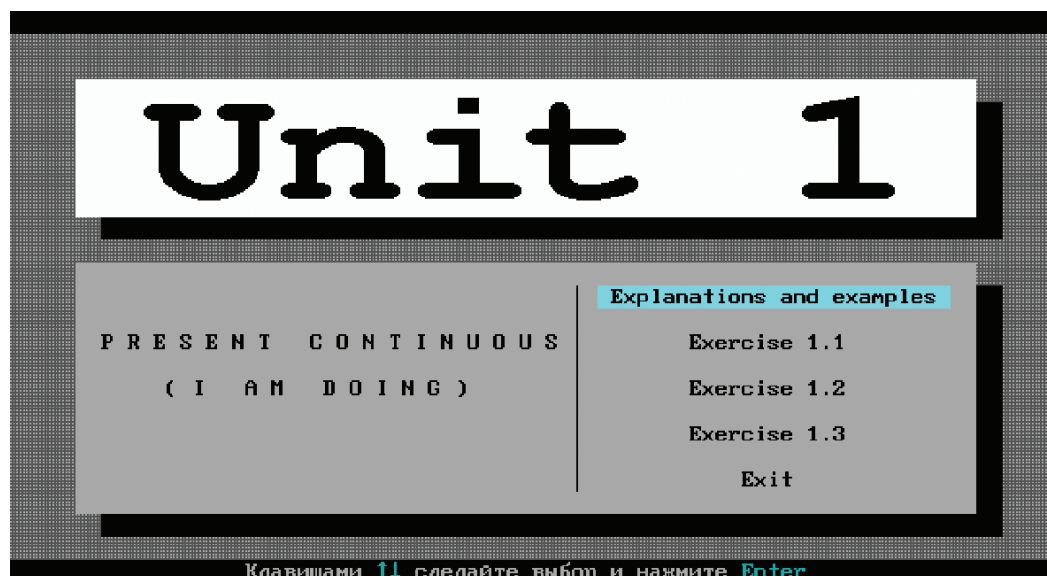 Unit 1
PRESENT CONTINUOUS
(I AM DOING)
Explanations and examples
Exercise 1.1
Exercise 1.2
Exercise 1.3
Exit
Клавишами ↑↓ сделайте выбор и нажмите Enter